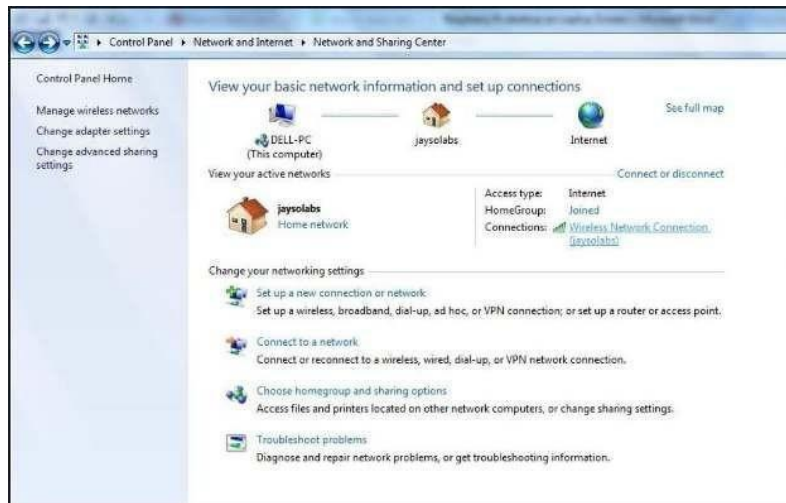 Control Panel ▸ Network and Internet ▸ Network and Sharing Center
Control Panel Home
Manage wireless networks
Change adapter settings
Change advanced sharing
settings
View your basic network information and set up connections
See full map
DELL-PC
(This computer)
jaysolabs
Internet
View your active networks
Connect or disconnect
jaysolabs
Home network
Access type: Internet
HomeGroup: Joined
Connections: Wireless Network Connection
(jaysolabs)
Change your networking settings
Set up a new connection or network
Set up a wireless, broadband, dial-up, ad hoc, or VPN connection; or set up a router or access point.
Connect to a network
Connect or reconnect to a wireless, wired, dial-up, or VPN network connection.
Choose homegroup and sharing options
Access files and printers located on other network computers, or change sharing settings.
Troubleshoot problems
Diagnose and repair network problems, or get troubleshooting information.